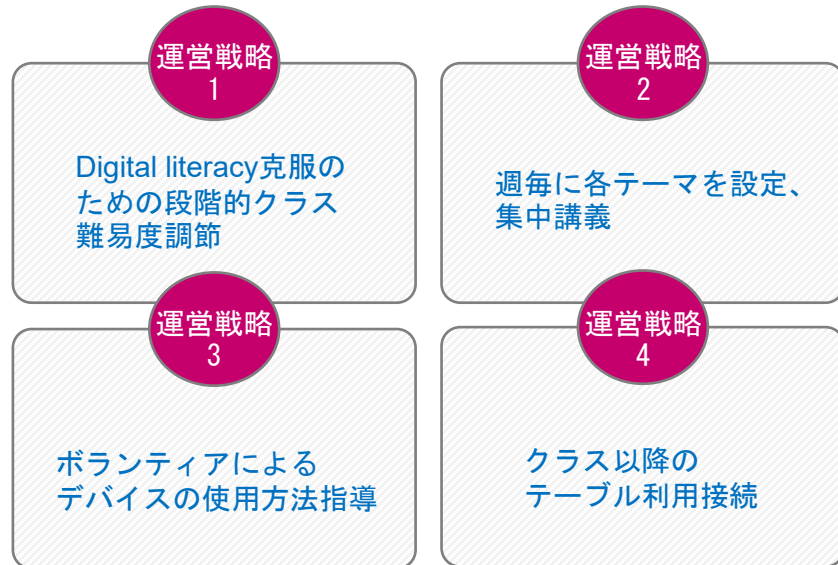 運営戦略
1
Digital literacy克服の
ための段階的クラス
難易度調節
運営戦略
2
週毎に各テーマを設定、
集中講義
運営戦略
3
ボランティアによる
デバイスの使用方法指導
運営戦略
4
クラス以降の
テーブル利用接続